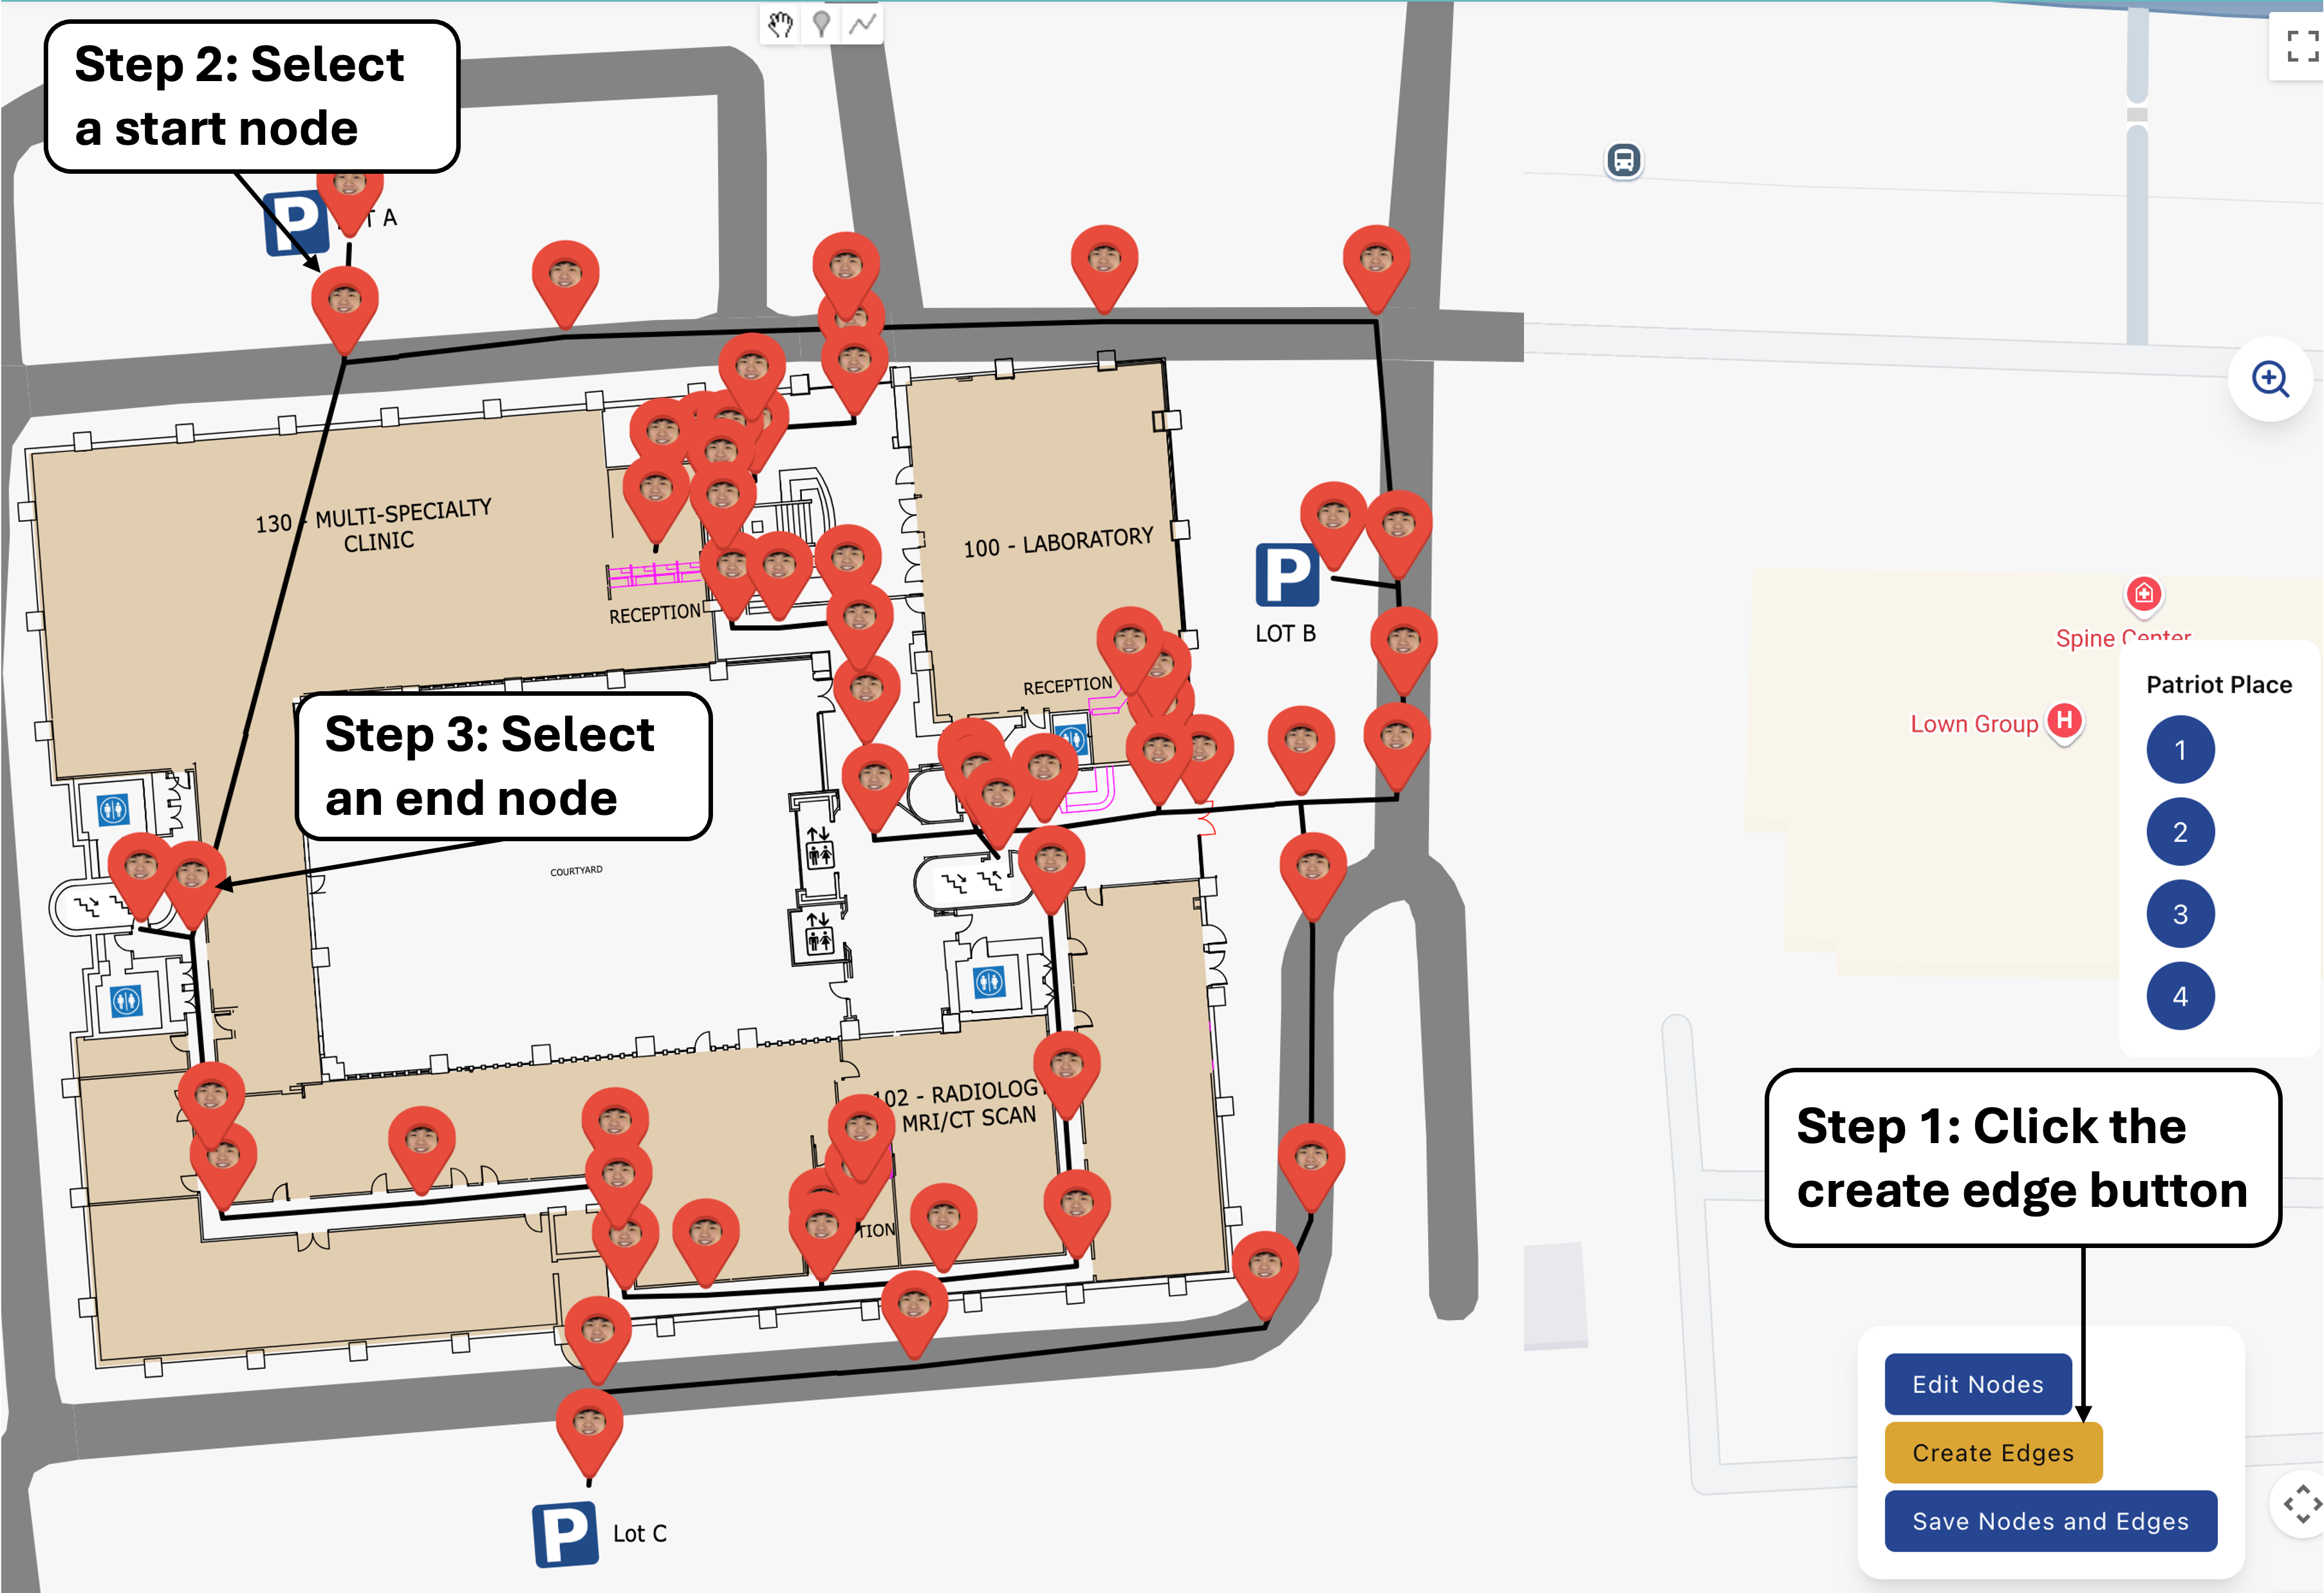 Step 2: Select
a start node
P
T A
130 - MULTI-SPECIALTY
CLINIC
RECEPTION
100 - LABORATORY
RECEPTION
P
LOT B
Spine Center
Lown Group
H
Patriot Place
1
2
3
4
Step 3: Select
an end node
COURTYARD
102 - RADIOLOG
MRI/CT SCAN
TION
Step 1: Click the
create edge button
Edit Nodes
Create Edges
Save Nodes and Edges
P
Lot C